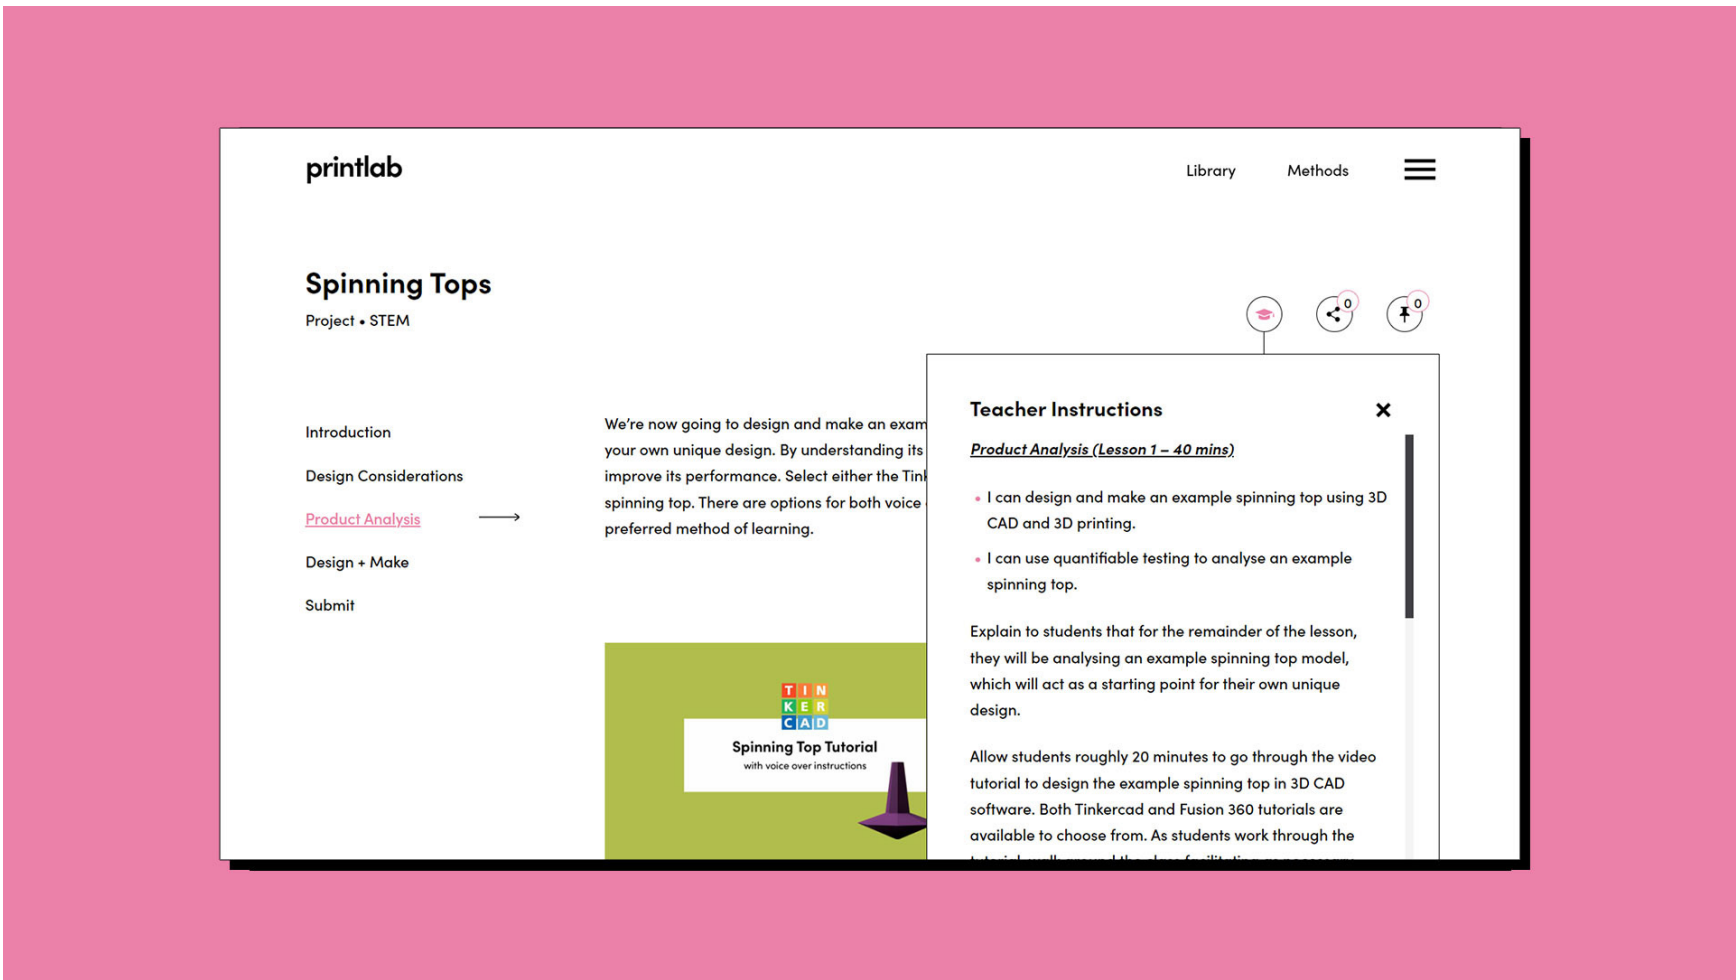 printlab
Library
Methods
Spinning Tops
Project • STEM
0
0
Introduction
Design Considerations
Product Analysis
Design + Make
Submit
We're now going to design and make an exam
your own unique design. By understanding its
improve its performance. Select either the Tin
spinning top. There are options for both voice
preferred method of learning.
TIN
KER
CAD
Spinning Top Tutorial
with voice over instructions
Teacher Instructions
Product Analysis (Lesson 1 – 40 mins)
• I can design and make an example spinning top using 3D
CAD and 3D printing.
• I can use quantifiable testing to analyse an example
spinning top.
Explain to students that for the remainder of the lesson,
they will be analysing an example spinning top model,
which will act as a starting point for their own unique
design.
Allow students roughly 20 minutes to go through the video
tutorial to design the example spinning top in 3D CAD
software. Both Tinkercad and Fusion 360 tutorials are
available to choose from. As students work through the